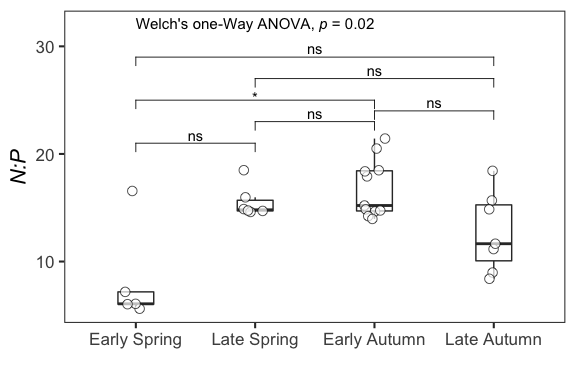 Welch's one-Way ANOVA, p = 0.02
ns
ns
*
ns
ns
ns
30
20
10
N:P
Early Spring Late Spring Early Autumn Late Autumn